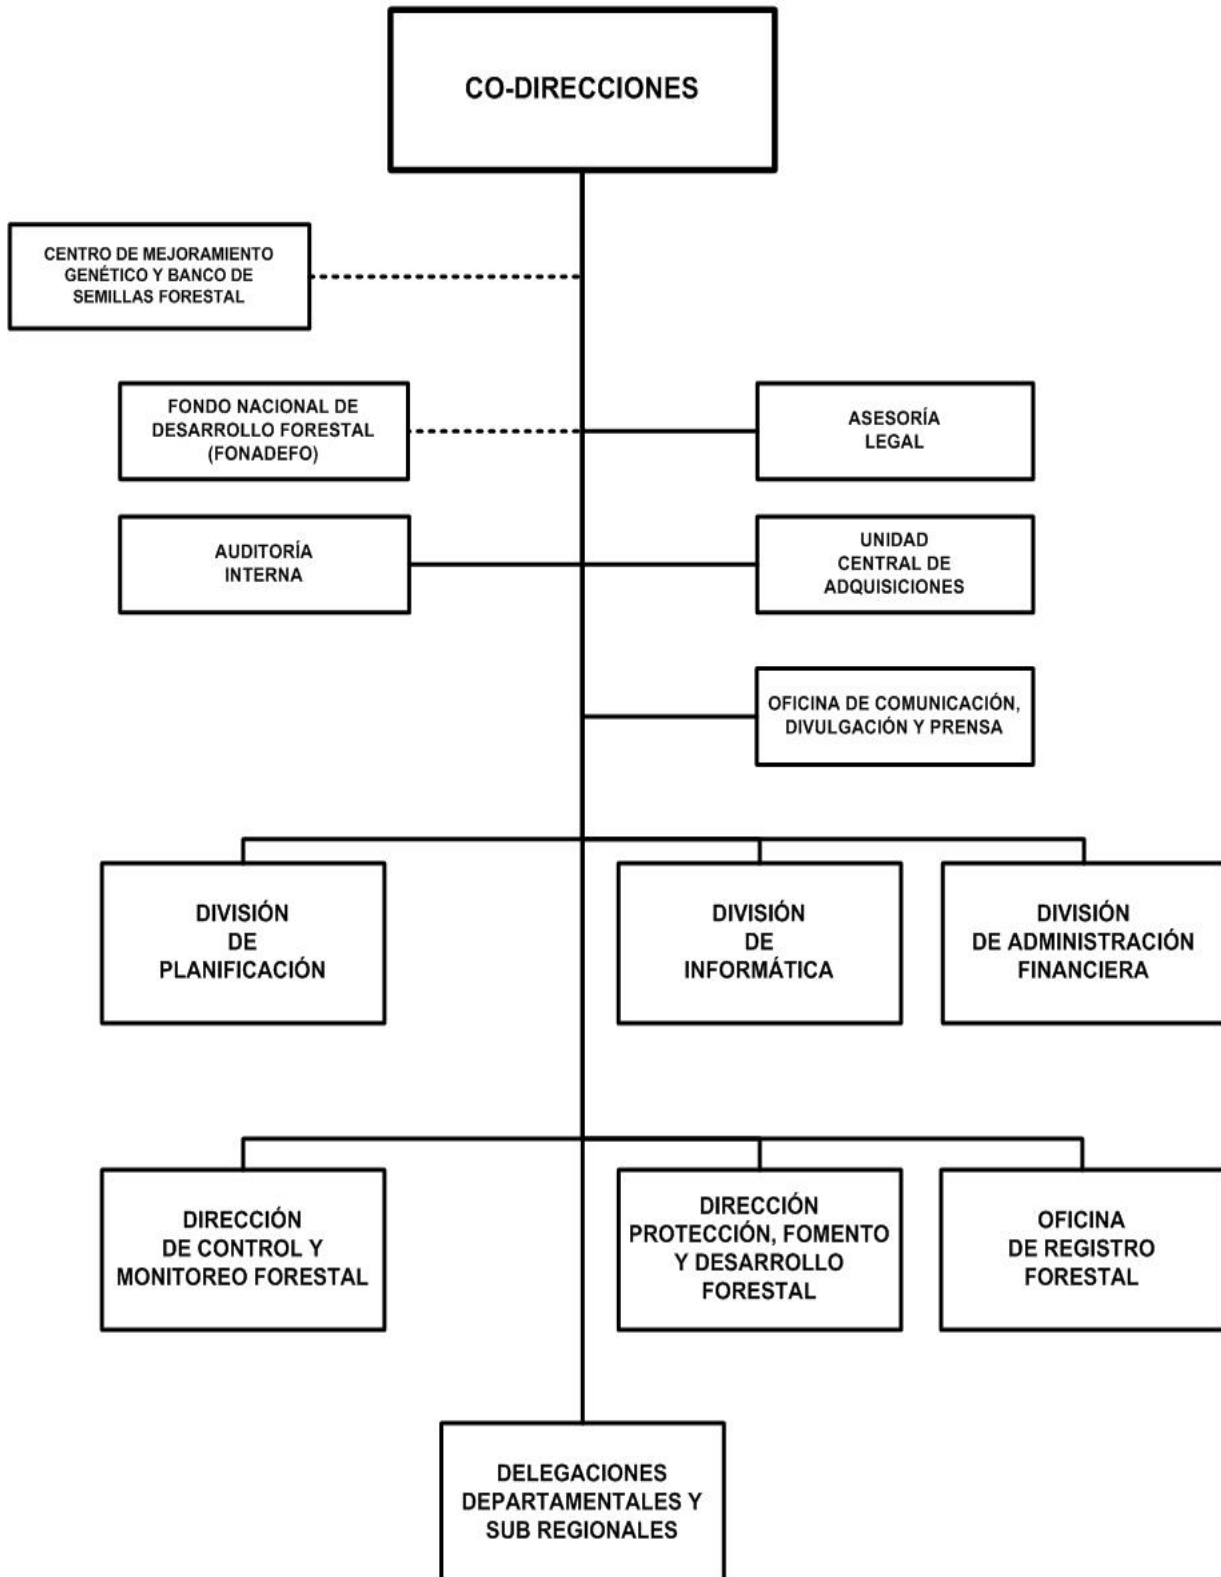 CO-DIRECCIONES
CENTRO DE MEJORAMIENTO
GENÉTICO Y BANCO DE
SEMILLAS FORESTAL
FONDO NACIONAL DE
DESARROLLO FORESTAL
(FONADEFO)
ASESORÍA
LEGAL
AUDITORÍA
INTERNA
UNIDAD
CENTRAL DE
ADQUISICIONES
OFICINA DE COMUNICACIÓN,
DIVULGACIÓN Y PRENSA
DIVISIÓN
DE
PLANIFICACIÓN
DIVISIÓN
DE
INFORMÁTICA
DIVISIÓN
DE ADMINISTRACIÓN
FINANCIERA
DIRECCIÓN
DE CONTROL Y
MONITOREO FORESTAL
DIRECCIÓN
PROTECCIÓN, FOMENTO
Y DESARROLLO
FORESTAL
OFICINA
DE REGISTRO
FORESTAL
DELEGACIONES
DEPARTAMENTALES Y
SUB REGIONALES